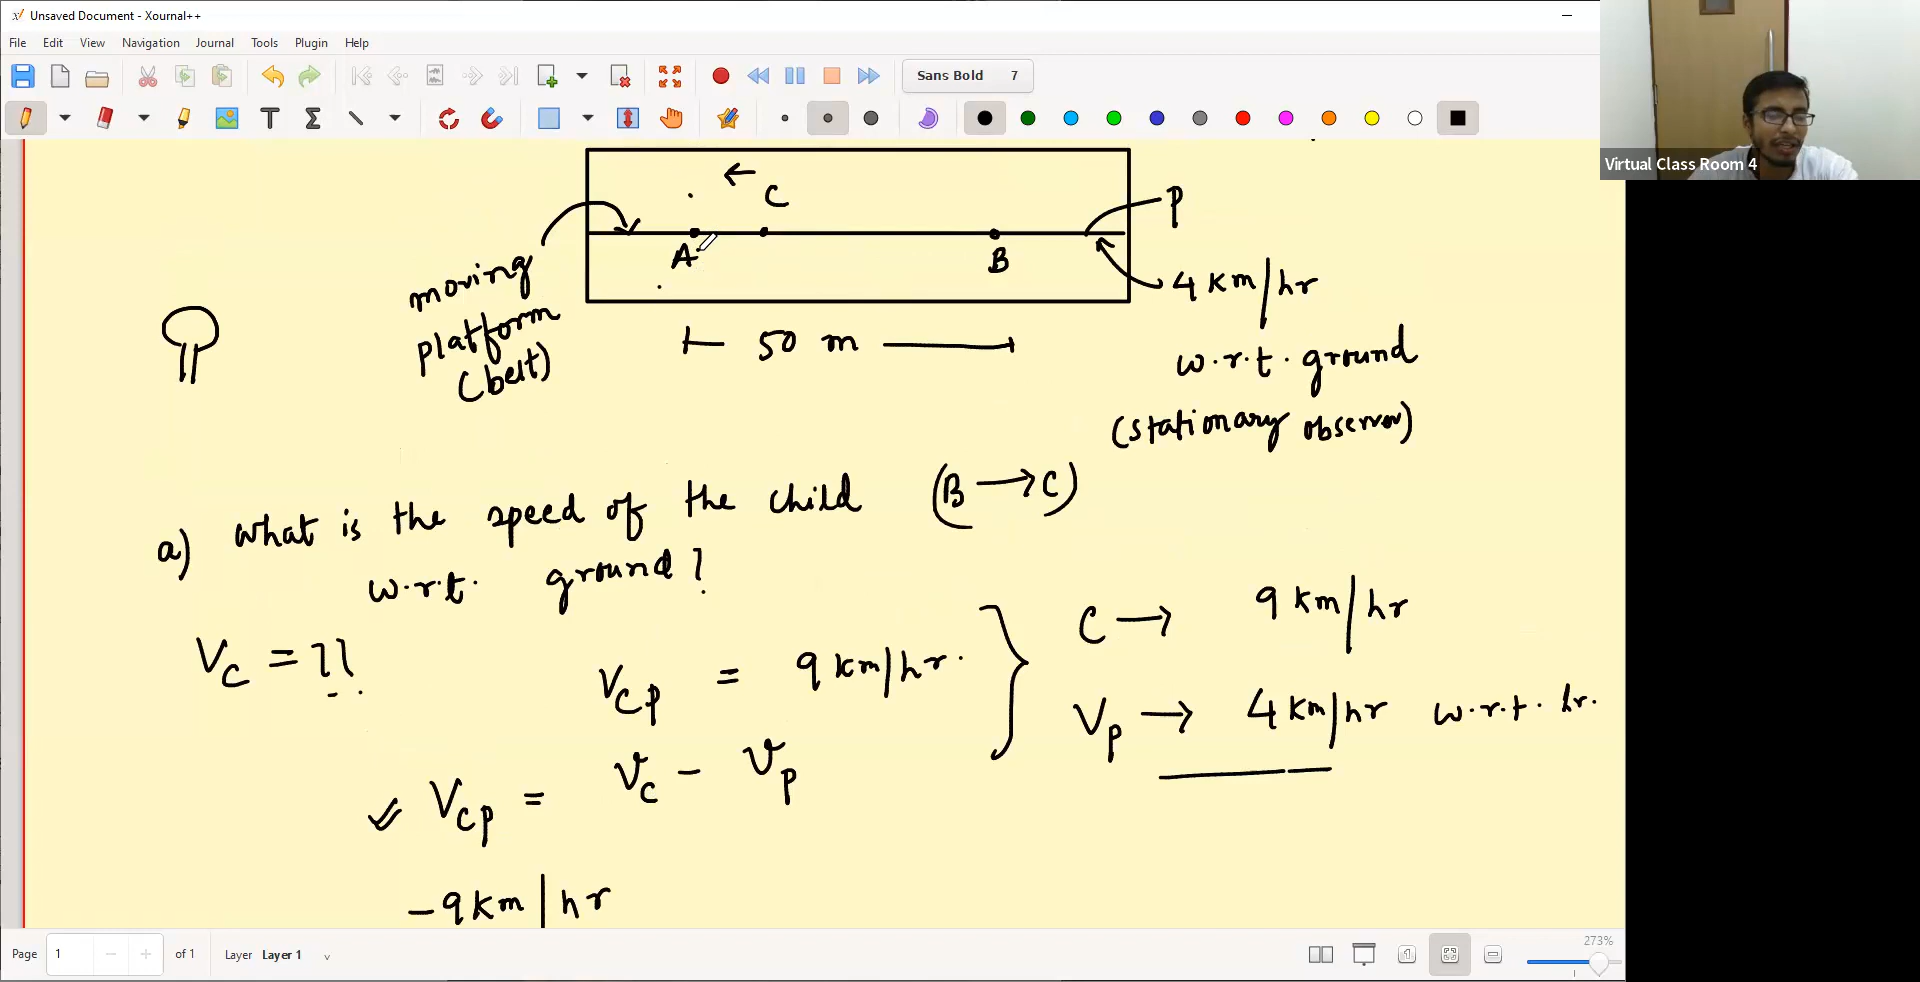 Unsaved Document - Xournal++
File Edit View Navigation Journal Tools Plugin Help
Sans Bold 7
Virtual Class Room 4
C
P
A
B
moving
platform
(belt)
4 km/hr
50 m
w.r.t. ground
(stationary observer)
a) what is the speed of the child (B → C)
w.r.t. ground?
C → 9 km/hr
Vc = ??
Vcp = 9 km/hr.
Vp → 4 km/hr w.r.t. hr.
Vcp = Vc - Vp
-9 km/hr
Page 1 of 1 Layer Layer 1
273%